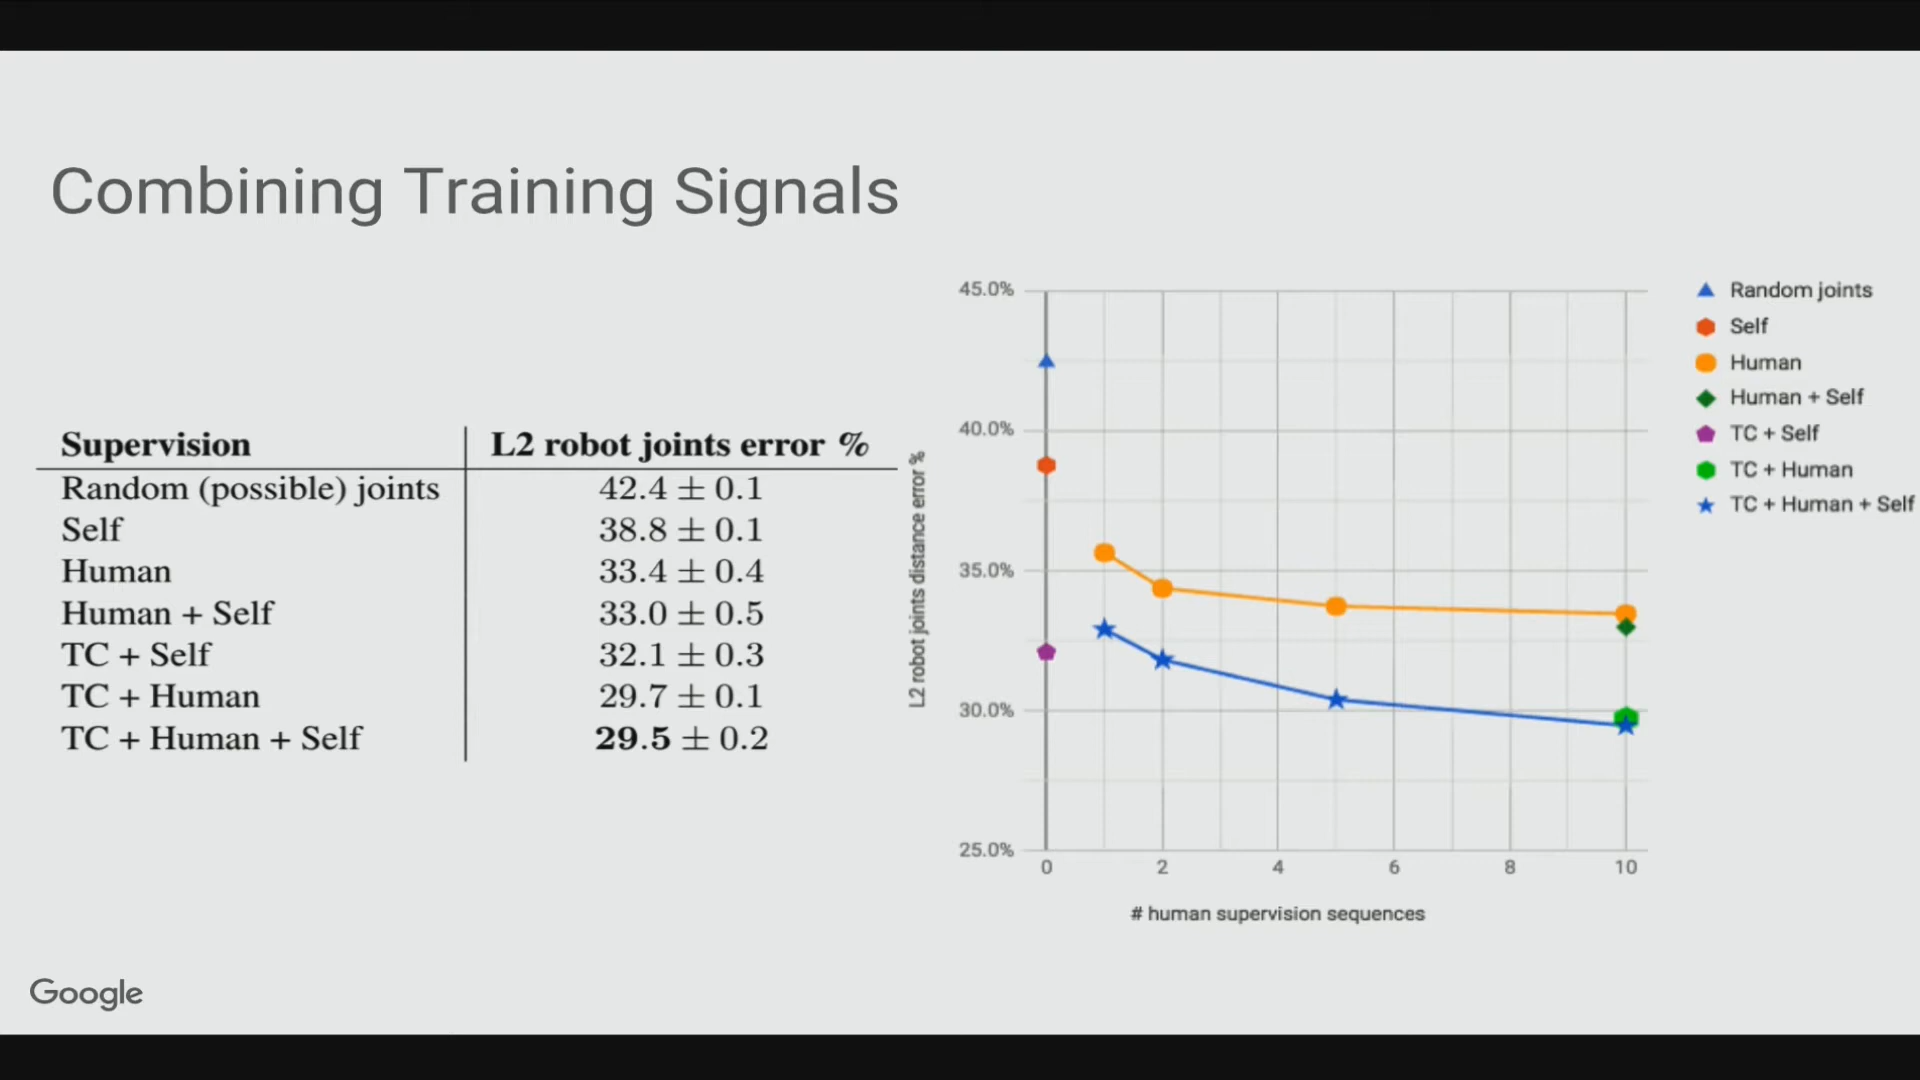 Combining Training Signals
Supervision L2 robot joints error %
Random (possible) joints 42.4 ± 0.1
Self 38.8 ± 0.1
Human 33.4 ± 0.4
Human + Self 33.0 ± 0.5
TC + Self 32.1 ± 0.3
TC + Human 29.7 ± 0.1
TC + Human + Self 29.5 ± 0.2
L2 robot joints distance error %
45.0%
40.0%
35.0%
30.0%
25.0%
0 2 4 6 8 10
# human supervision sequences
Random joints
Self
Human
Human + Self
TC + Self
TC + Human
TC + Human + Self
Google